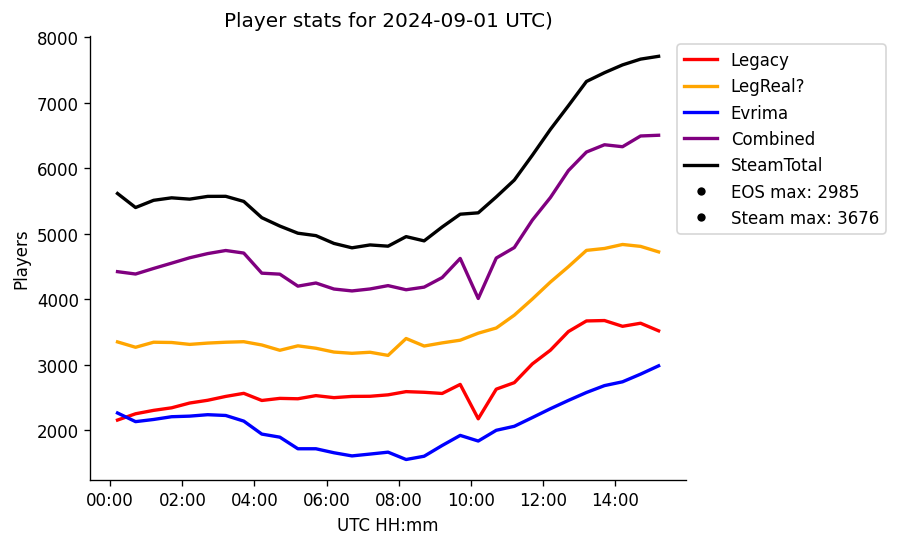 Player stats for 2024-09-01 UTC)
8000
7000
6000
5000
4000
3000
2000
Players
00:00 02:00 04:00 06:00 08:00 10:00 12:00 14:00
UTC HH:mm
Legacy
LegReal?
Evrima
Combined
SteamTotal
EOS max: 2985
Steam max: 3676